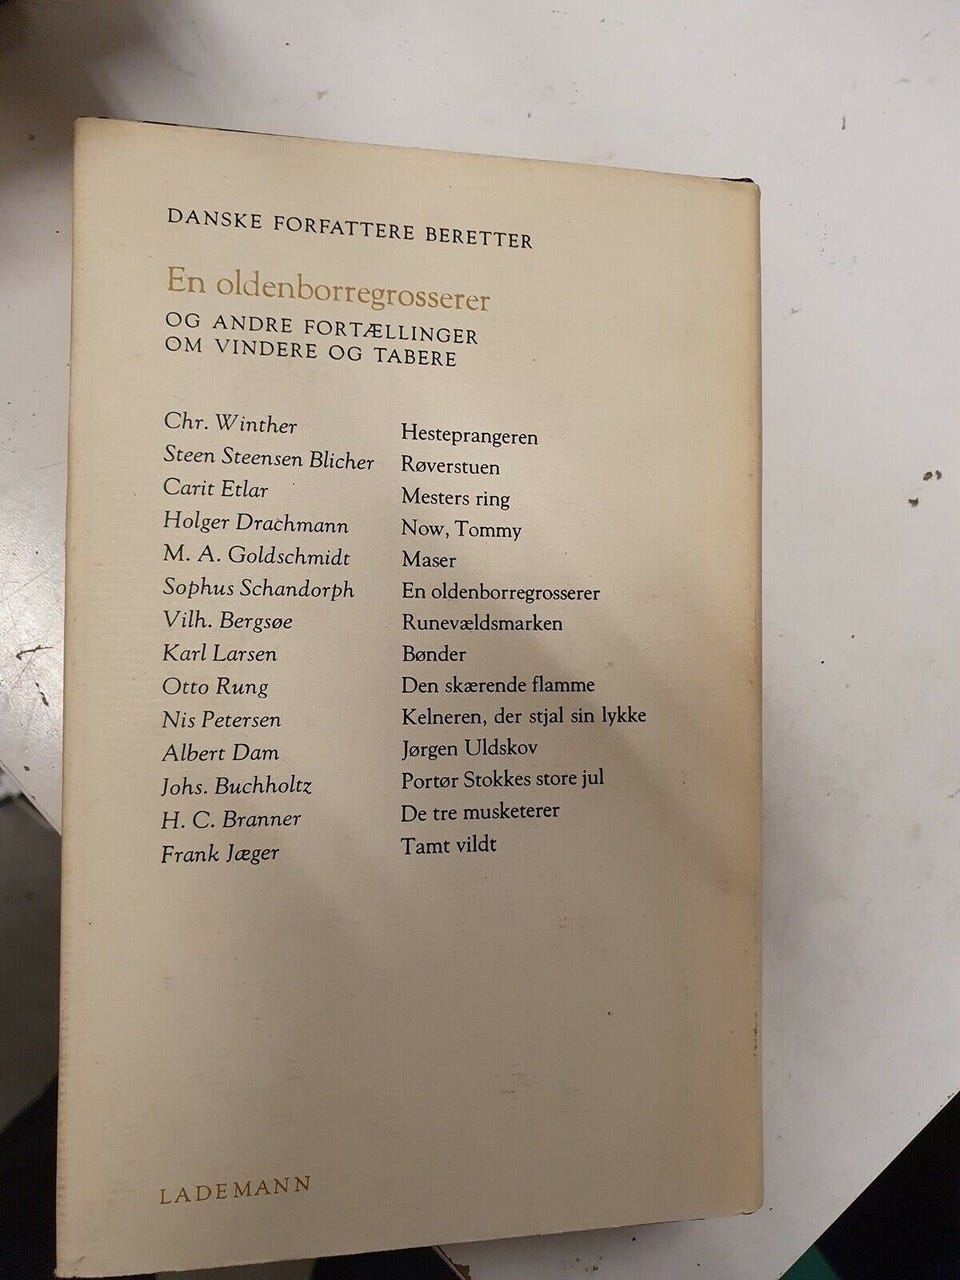 DANSKE FORFATTERE BERETTER
En oldenborregrosserer
OG ANDRE FORTÆLLINGER
OM VINDERE OG TABERE
Chr. Winther Hesteprangeren
Steen Steensen Blicher Røverstuen
Carit Etlar Mesters ring
Holger Drachmann Now, Tommy
M. A. Goldschmidt Maser
Sophus Schandorph En oldenborregrosserer
Vilh. Bergsøe Runevældsmarken
Karl Larsen Bønder
Otto Rung Den skærende flamme
Nis Petersen Kelneren, der stjal sin lykke
Albert Dam Jørgen Uldskov
Johs. Buchholtz Portør Stokkes store jul
H. C. Branner De tre musketerer
Frank Jæger Tamt vildt
LADEMANN